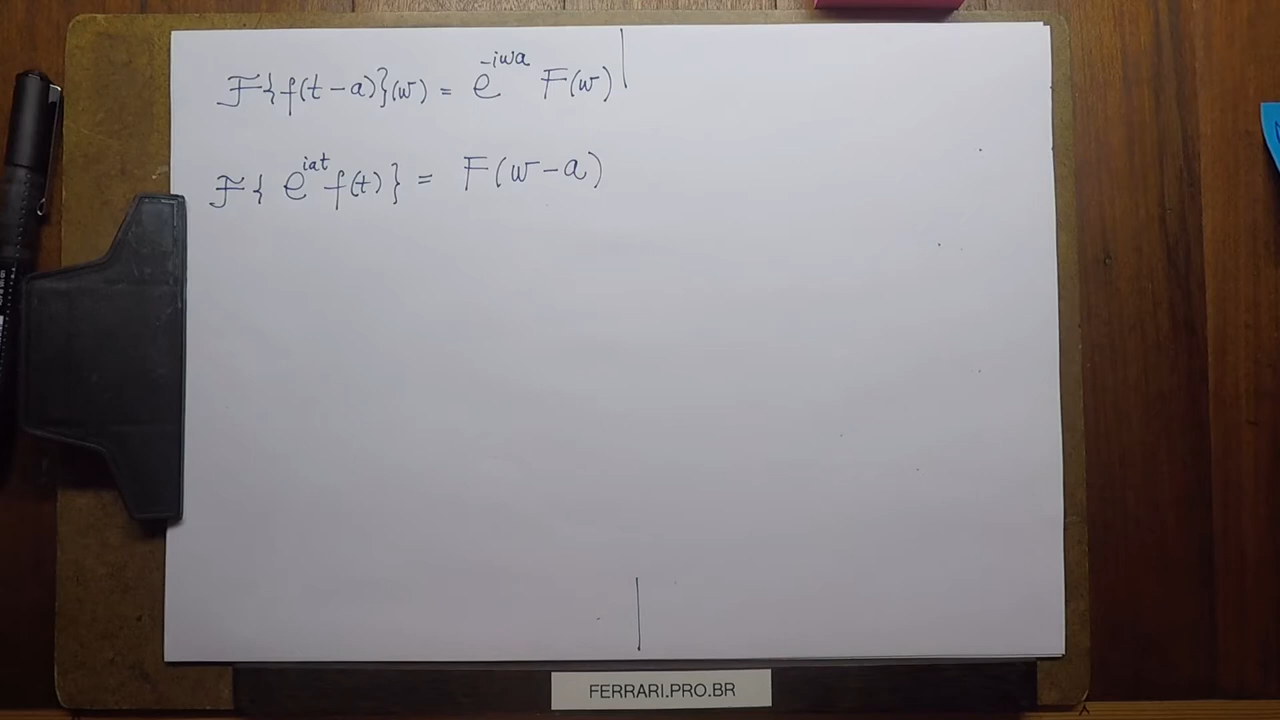 F{f(t-a)}(w) = e^{-iwa} F(w)
F{e^{iat} f(t)} = F(w-a)
FERRARI.PRO.BR